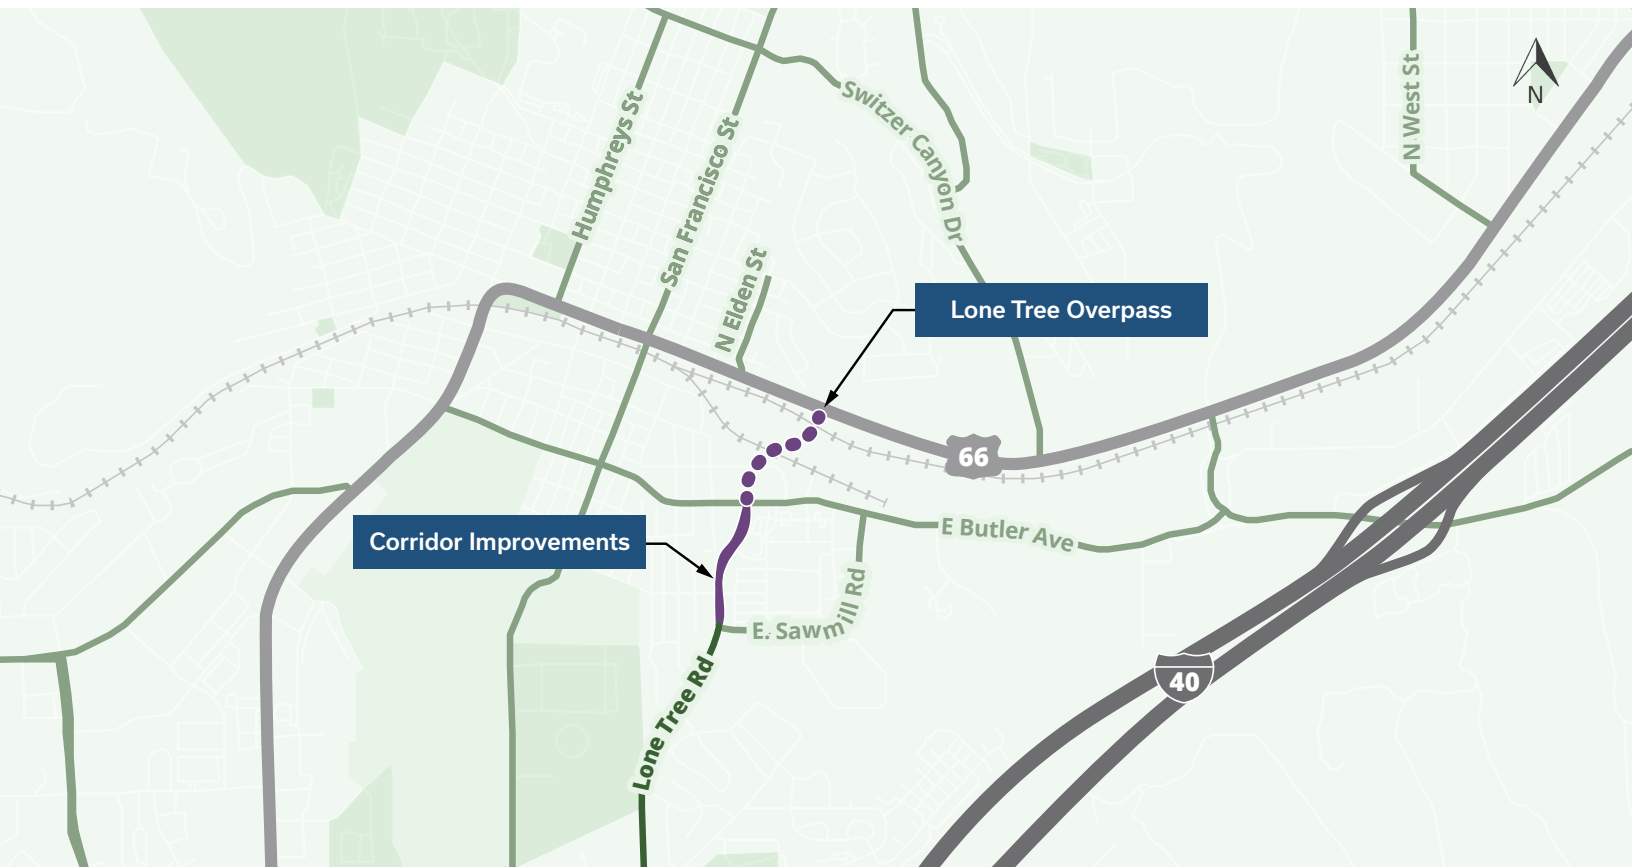 N West St
N
Switzer Canyon Dr
Humphreys St
San Francisco St
N Elden St
Lone Tree Overpass
66
Corridor Improvements
E Butler Ave
E. Sawmill Rd
40
Lone Tree Rd